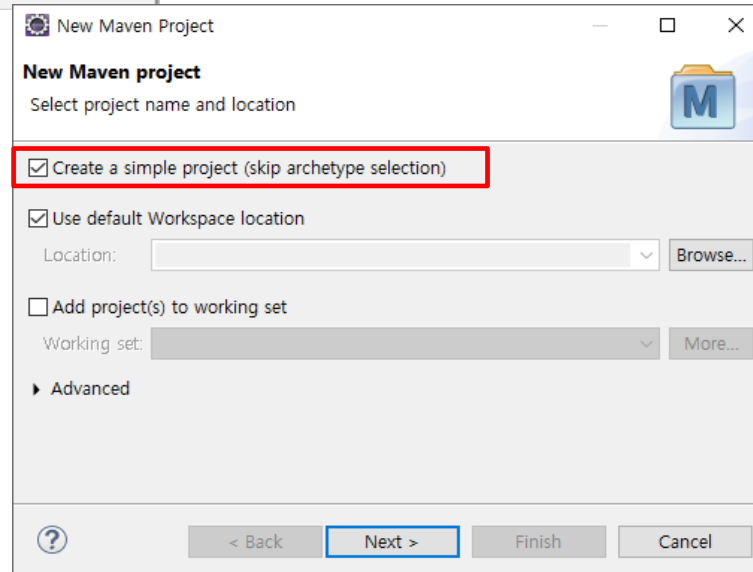 New Maven Project
New Maven project
Select project name and location
M
Create a simple project (skip archetype selection)
Use default Workspace location
Location:
Browse...
Add project(s) to working set
Working set:
More...
Advanced
?
< Back
Next >
Finish
Cancel